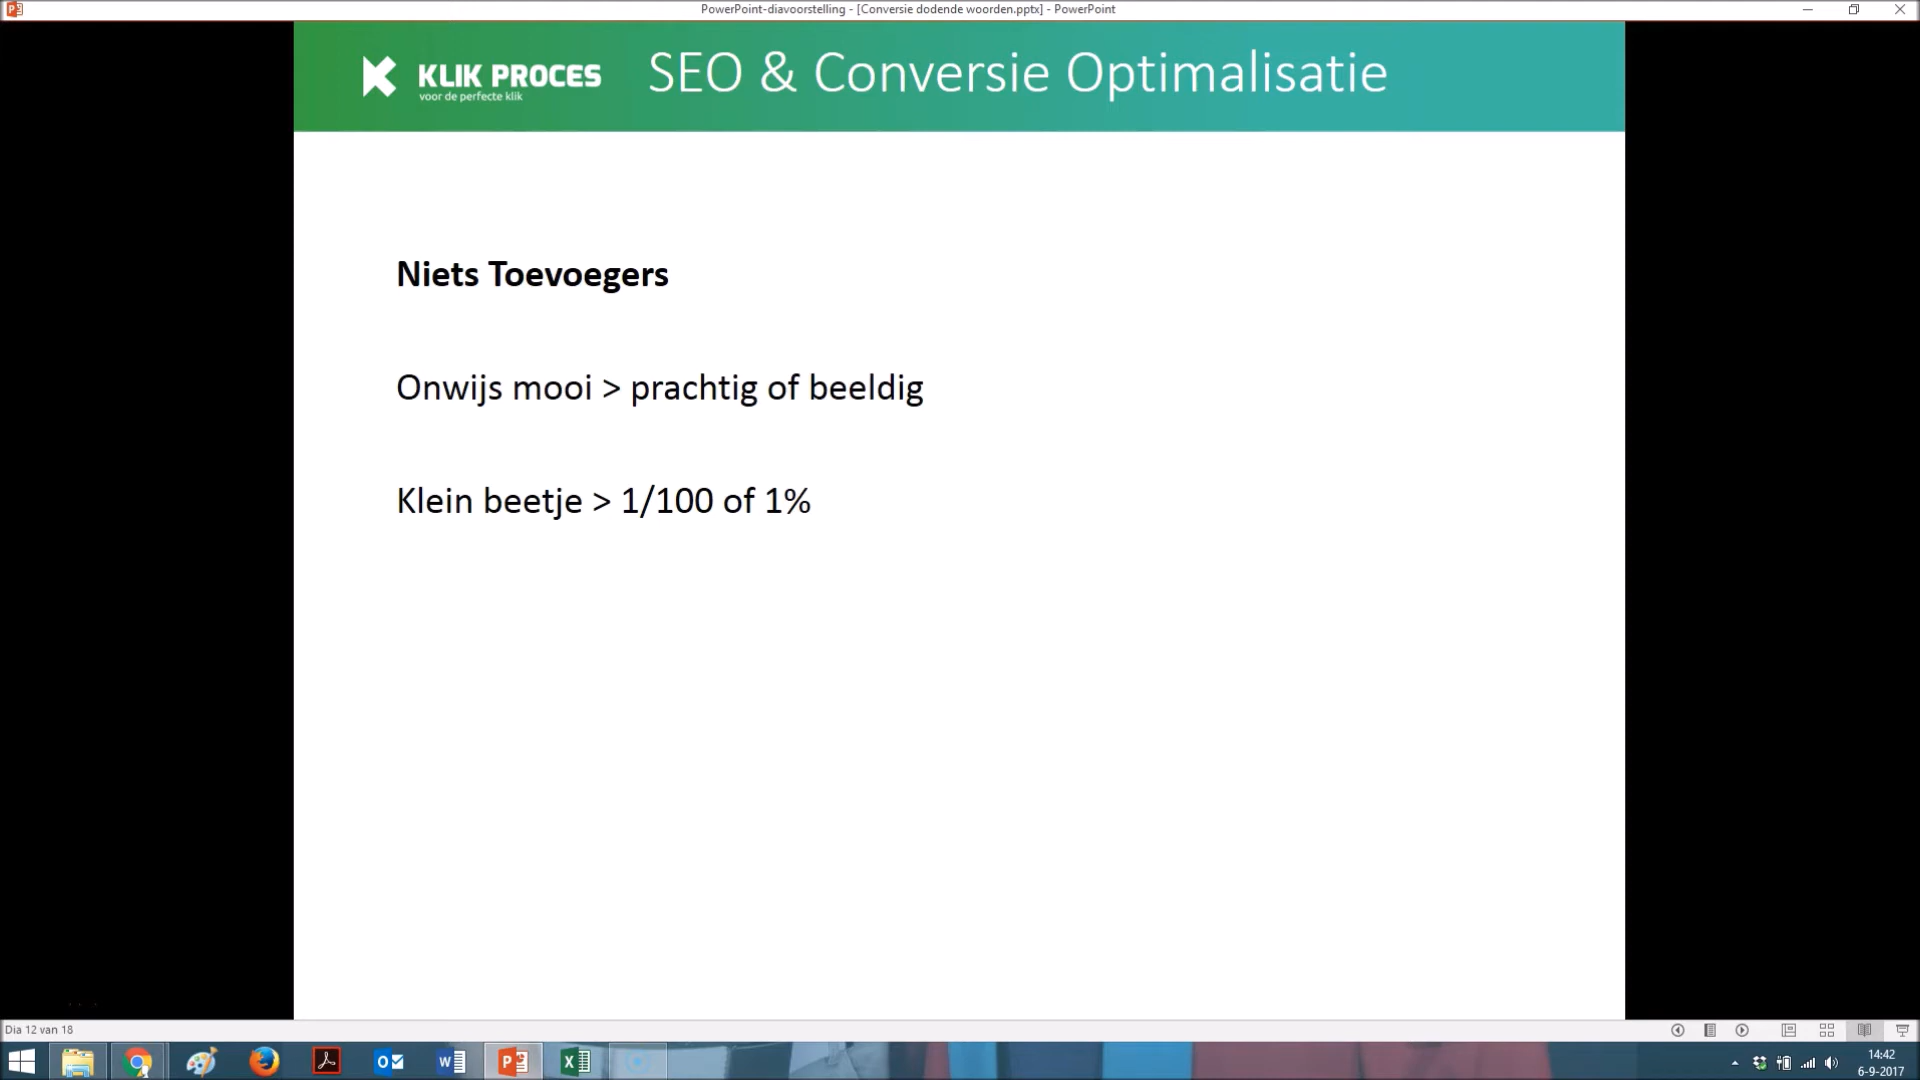 PowerPoint-diavoorstelling - [Conversie dodende woorden.pptx] - PowerPoint
KLIK PROCES
voor de perfecte klik
SEO & Conversie Optimalisatie
Niets Toevoegers
Onwijs mooi > prachtig of beeldig
Klein beetje > 1/100 of 1%
Dia 12 van 18
14:42
6-9-2017